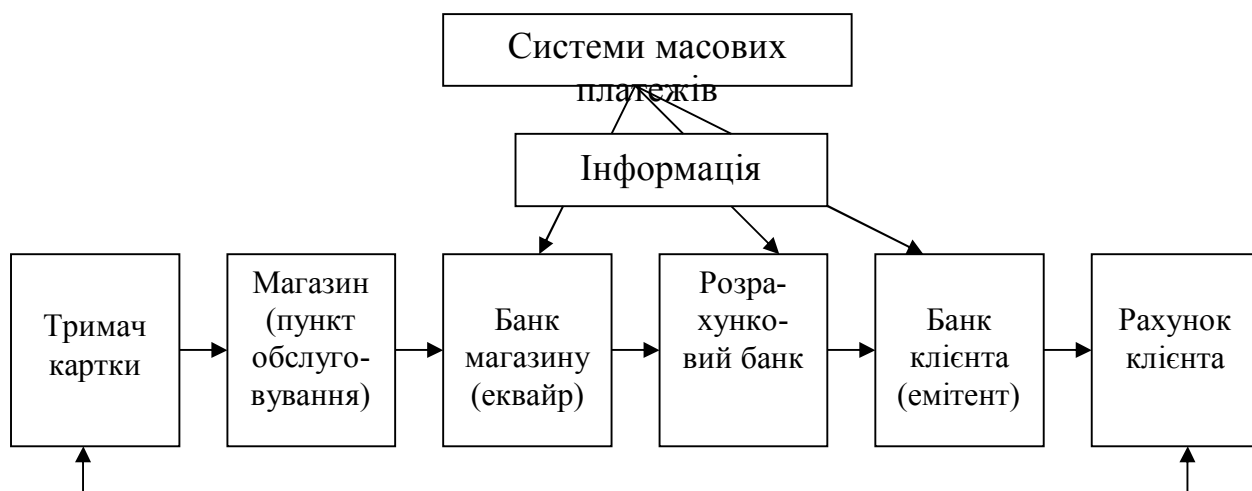 Системи масових
платежів
Інформація
Тримач
картки
Магазин
(пункт
обслуго-
вування)
Банк
магазину
(еквайр)
Розра-
хунко-
вий банк
Банк
клієнта
(емітент)
Рахунок
клієнта